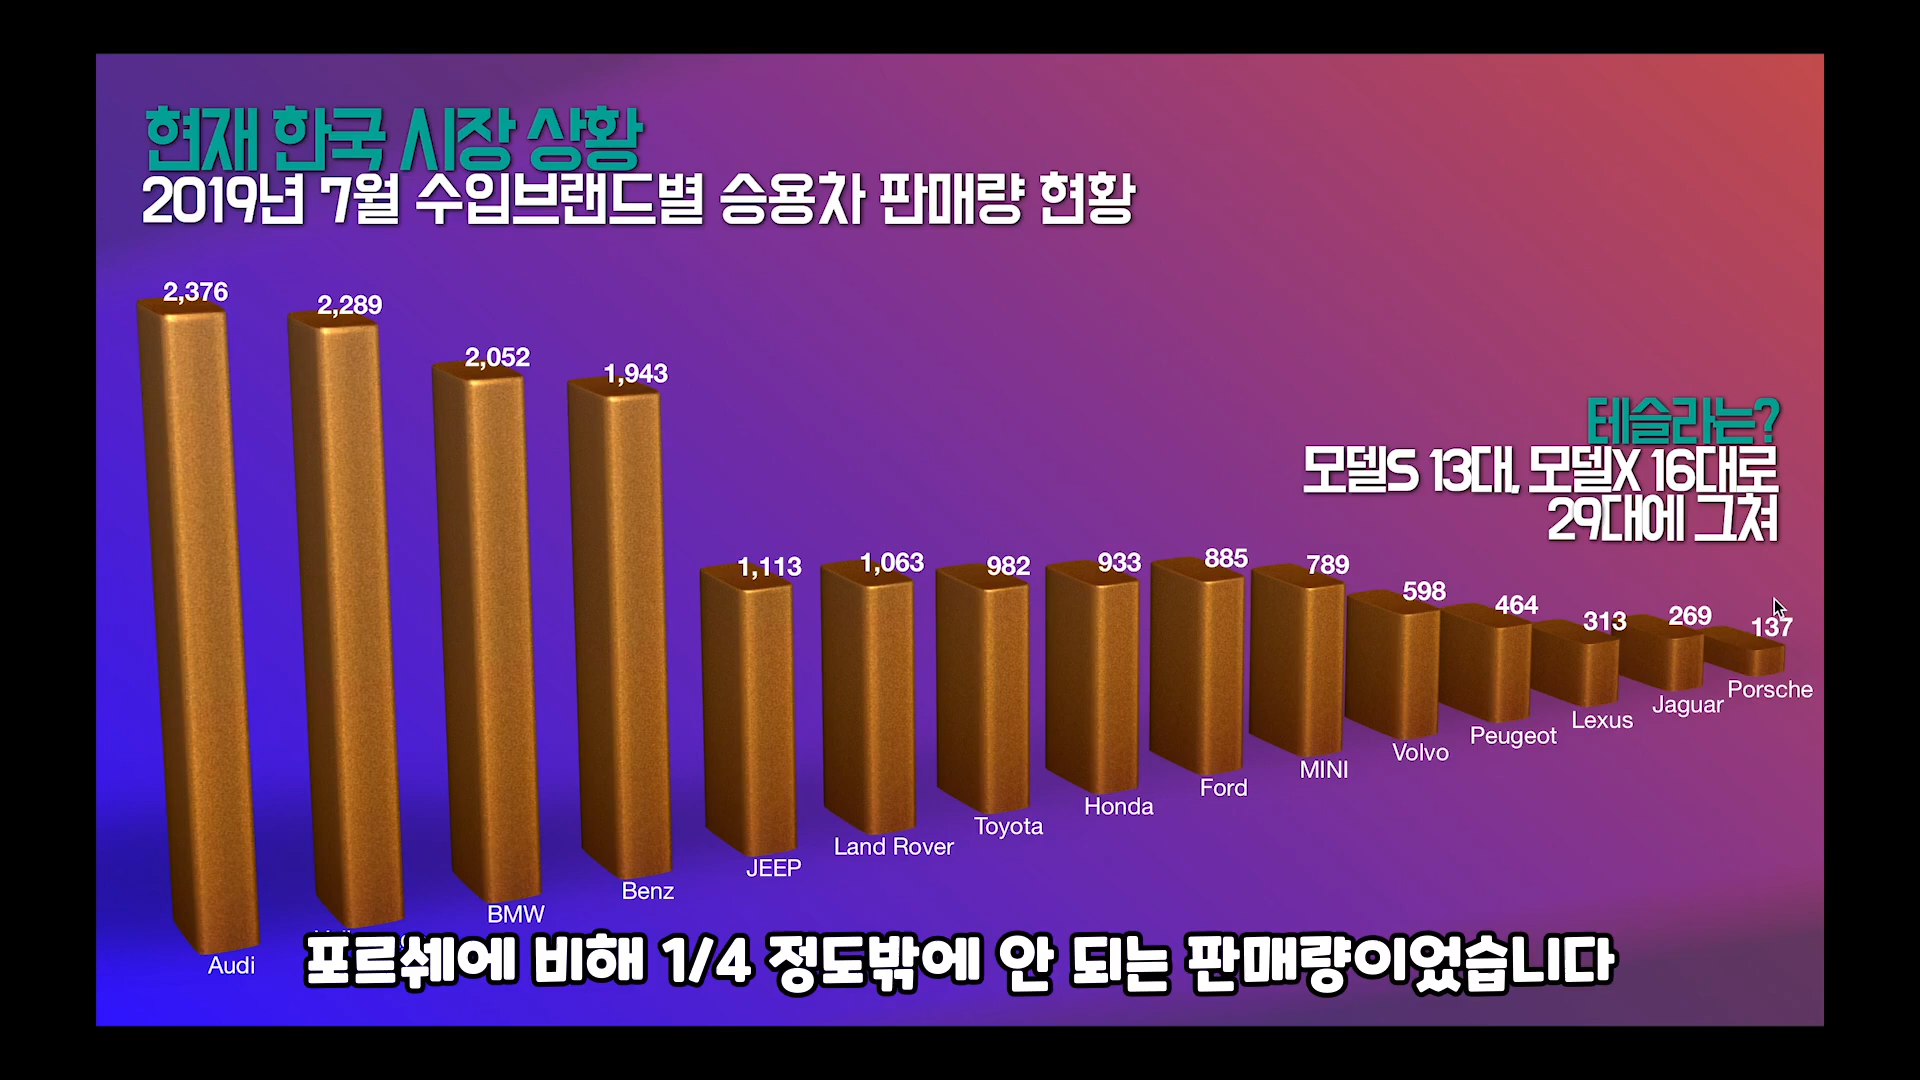 현재 한국 시장 상황
2019년 7월 수입브랜드별 승용차 판매량 현황
2,376
2,289
2,052
1,943
1,113
1,063
982
933
885
789
598
464
313
269
137
테슬라는?
모델S 13대, 모델X 16대로
29대에 그쳐
Audi
BMW
Benz
JEEP
Land Rover
Toyota
Honda
Ford
MINI
Volvo
Peugeot
Lexus
Jaguar
Porsche
포르쉐에 비해 1/4 정도밖에 안 되는 판매량이었습니다